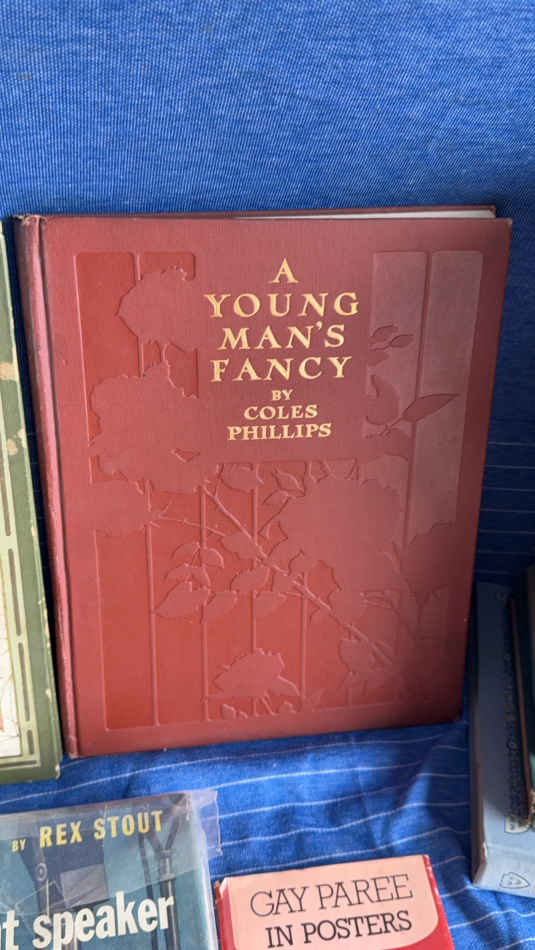 A
YOUNG
MAN'S
FANCY
BY
COLES
PHILLIPS
BY REX STOUT
t speaker
GAY PAREE
IN POSTERS